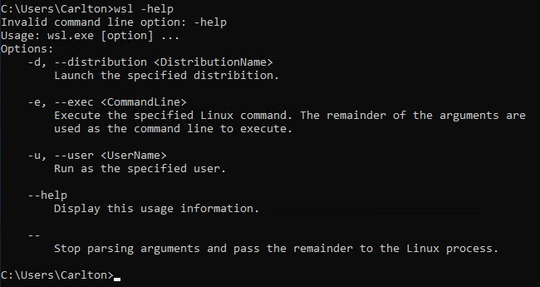 C:\Users\Carlton>wsl -help
Invalid command line option: -help
Usage: wsl.exe [option] ...
Options:
    -d, --distribution <DistributionName>
        Launch the specified distribition.

    -e, --exec <CommandLine>
        Execute the specified Linux command. The remainder of the arguments are
        used as the command line to execute.

    -u, --user <UserName>
        Run as the specified user.

    --help
        Display this usage information.

    --
        Stop parsing arguments and pass the remainder to the Linux process.

C:\Users\Carlton>